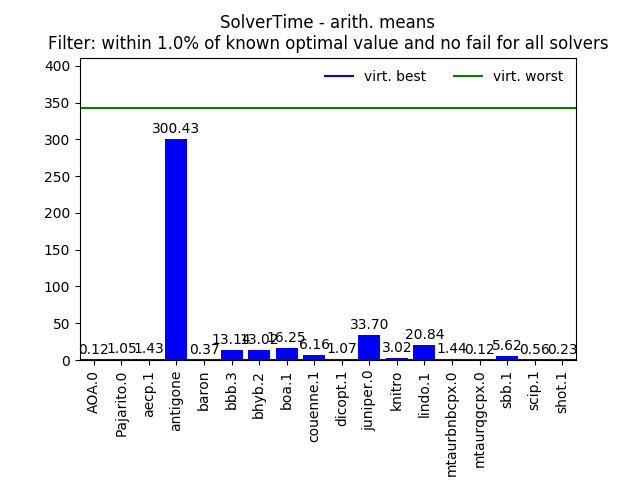 SolverTime - arith. means
Filter: within 1.0% of known optimal value and no fail for all solvers
400
350
300
250
200
150
100
50
0
virt. best
virt. worst
0.12
1.05
1.43
300.43
0.37
13.14
13.02
16.25
6.16
1.07
33.70
3.02
20.84
1.44
0.12
5.62
0.56
0.23
AOA.0
Pajarito.0
aecp.1
antigone
baron
bbb.3
bhyb.2
boa.1
couenne.1
dicopt.1
juniper.0
knitro
lindo.1
mtaurbnbcpx.0
mtaurqgcpx.0
sbb.1
scip.1
shot.1